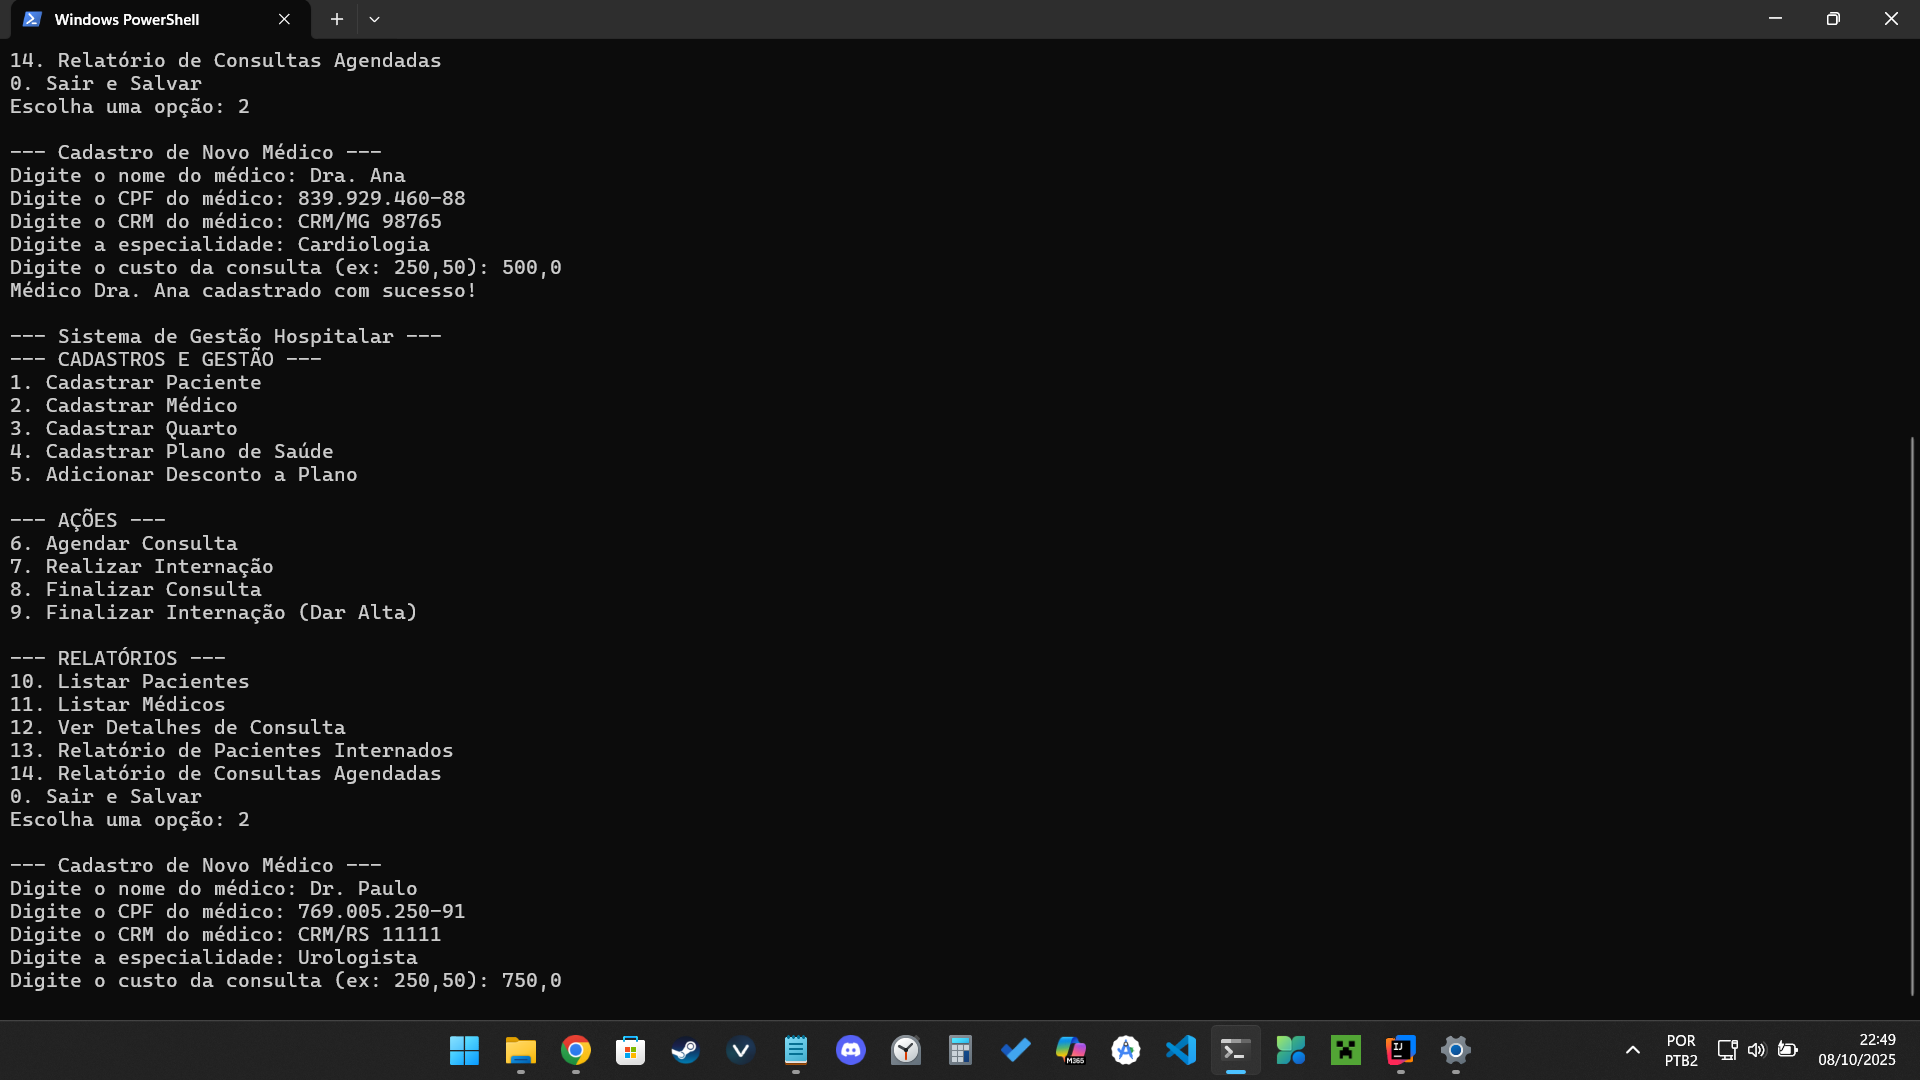 Windows PowerShell
14. Relatório de Consultas Agendadas
0. Sair e Salvar
Escolha uma opção: 2
--- Cadastro de Novo Médico ---
Digite o nome do médico: Dra. Ana
Digite o CPF do médico: 839.929.460-88
Digite o CRM do médico: CRM/MG 98765
Digite a especialidade: Cardiologia
Digite o custo da consulta (ex: 250,50): 500,0
Médico Dra. Ana cadastrado com sucesso!
--- Sistema de Gestão Hospitalar ---
--- CADASTROS E GESTÃO ---
1. Cadastrar Paciente
2. Cadastrar Médico
3. Cadastrar Quarto
4. Cadastrar Plano de Saúde
5. Adicionar Desconto a Plano
--- AÇÕES ---
6. Agendar Consulta
7. Realizar Internação
8. Finalizar Consulta
9. Finalizar Internação (Dar Alta)
--- RELATÓRIOS ---
10. Listar Pacientes
11. Listar Médicos
12. Ver Detalhes de Consulta
13. Relatório de Pacientes Internados
14. Relatório de Consultas Agendadas
0. Sair e Salvar
Escolha uma opção: 2
--- Cadastro de Novo Médico ---
Digite o nome do médico: Dr. Paulo
Digite o CPF do médico: 769.005.250-91
Digite o CRM do médico: CRM/RS 11111
Digite a especialidade: Urologista
Digite o custo da consulta (ex: 250,50): 750,0
M365
IJ
POR
PTB2
22:49
08/10/2025